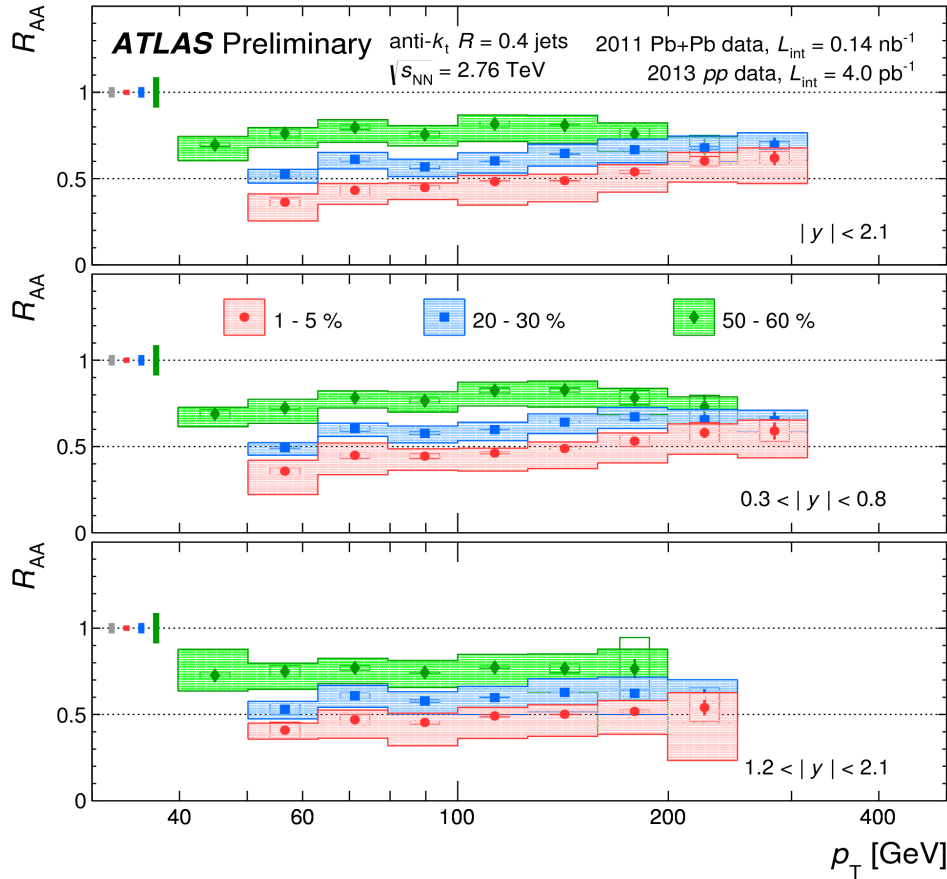 R_AA
ATLAS Preliminary
anti-k_t R = 0.4 jets
√s_NN = 2.76 TeV
2011 Pb+Pb data, L_int = 0.14 nb⁻¹
2013 pp data, L_int = 4.0 pb⁻¹
1
0.5
0
| y | < 2.1
R_AA
1 - 5 %
20 - 30 %
50 - 60 %
1
0.5
0
0.3 < | y | < 0.8
R_AA
1
0.5
0
1.2 < | y | < 2.1
40 60 100 200 300 400
p_T [GeV]